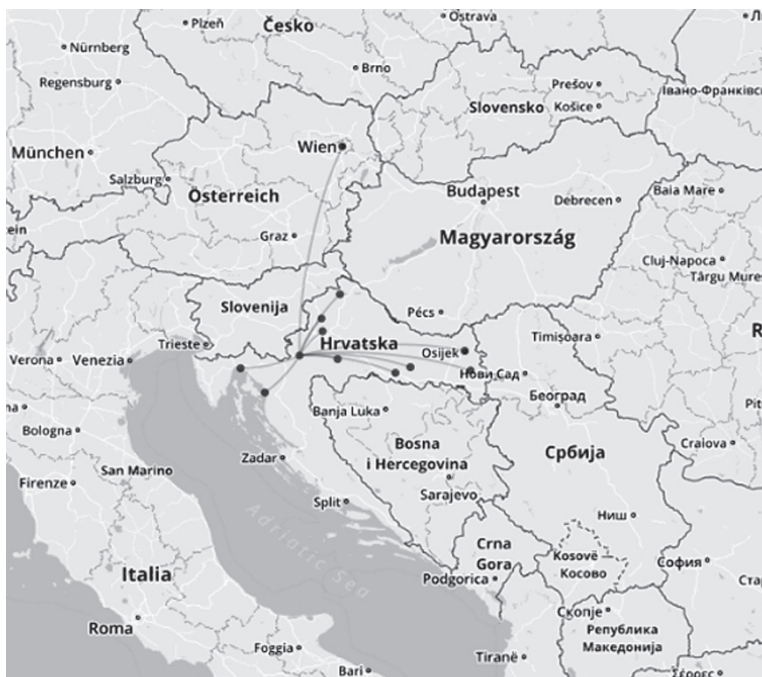 Ostrava
Plzeň
Česko
Nürnberg
Brno
Regensburg
Prešov
Slovensko
Košice
Івано-Франківсь
München
Wien
Salzburg
Österreich
Budapest
Debrecen
Baia Mare
Graz
Magyarország
Cluj-Napoca
Târgu Mureș
Slovenija
Pécs
Trieste
Hrvatska
Osijek
Timișoara
Verona
Venezia
Нови Сад
Београд
Banja Luka
Bologna
Bosna
i Hercegovina
Србија
Craiova
Zadar
San Marino
Firenze
Sarajevo
Split
Ниш
Adriatic Sea
Crna
Gora
Kosovë —
Косово
София
Italia
Podgorica
Скопје
Roma
Република
Македонија
Foggia
Tiranë
Bari
Σέρρες